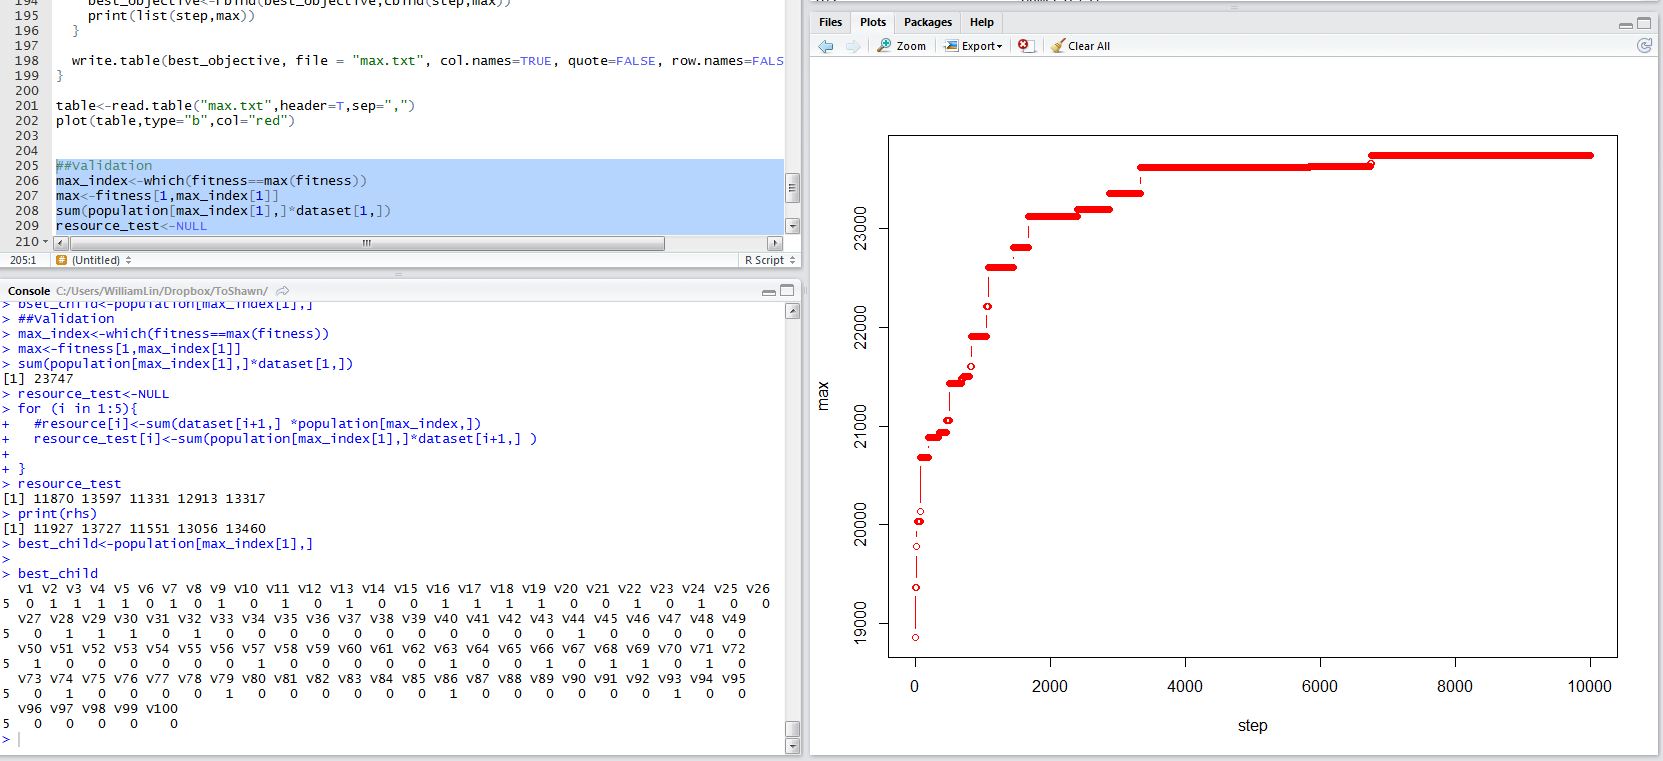 194 best_objective<-rbind(best_objective,cbind(step,max))
195 print(list(step,max))
196 }
197
198 write.table(best_objective, file = "max.txt", col.names=TRUE, quote=FALSE, row.names=FALS
199 }
200
201 table<-read.table("max.txt",header=T,sep=",")
202 plot(table,type="b",col="red")
203
204
205 ##Validation
206 max_index<-which(fitness==max(fitness))
207 max<-fitness[1,max_index[1]]
208 sum(population[max_index[1],]*dataset[1,])
209 resource_test<-NULL
210
205:1 (Untitled) R Script
Console C:/Users/WilliamLin/Dropbox/ToShawn/
> bset_child<-population[max_index[1],]
> ##Validation
> max_index<-which(fitness==max(fitness))
> max<-fitness[1,max_index[1]]
> sum(population[max_index[1],]*dataset[1,])
[1] 23747
> resource_test<-NULL
> for (i in 1:5){
+ #resource[i]<-sum(dataset[i+1,] *population[max_index,])
+ resource_test[i]<-sum(population[max_index[1],]*dataset[i+1,] )
+
+ }
> resource_test
[1] 11870 13597 11331 12913 13317
> print(rhs)
[1] 11927 13727 11551 13056 13460
> best_child<-population[max_index[1],]
>
> best_child
V1 V2 V3 V4 V5 V6 V7 V8 V9 V10 V11 V12 V13 V14 V15 V16 V17 V18 V19 V20 V21 V22 V23 V24 V25 V26
5 0 1 1 1 1 0 1 0 1 0 1 0 1 0 0 1 1 1 1 0 0 1 0 1 0 0
V27 V28 V29 V30 V31 V32 V33 V34 V35 V36 V37 V38 V39 V40 V41 V42 V43 V44 V45 V46 V47 V48 V49
5 0 1 1 1 0 1 0 0 0 0 0 0 0 0 0 0 0 1 0 0 0 0 0
V50 V51 V52 V53 V54 V55 V56 V57 V58 V59 V60 V61 V62 V63 V64 V65 V66 V67 V68 V69 V70 V71 V72
5 1 0 0 0 0 0 0 1 0 0 0 0 0 1 0 0 1 0 1 1 0 1 0
V73 V74 V75 V76 V77 V78 V79 V80 V81 V82 V83 V84 V85 V86 V87 V88 V89 V90 V91 V92 V93 V94 V95
5 0 1 0 0 0 0 1 0 0 0 0 0 0 1 0 0 0 0 0 0 1 0 0
V96 V97 V98 V99 V100
5 0 0 0 0 0
>
Files Plots Packages Help
Zoom Export Clear All
max
23000
22000
21000
20000
19000
0 2000 4000 6000 8000 10000
step